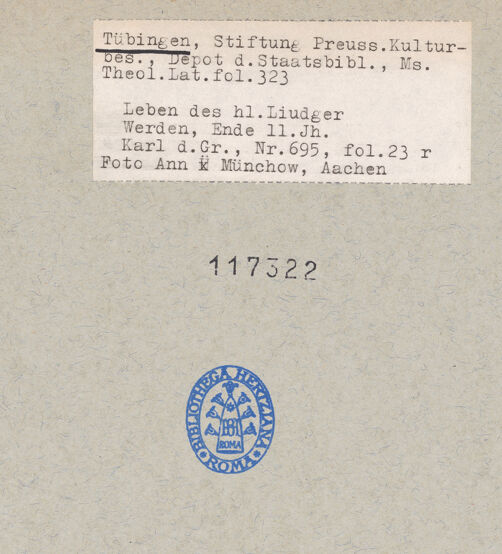 Tübingen, Stiftung Preuss.Kultur-
bes., Depot d.Staatsbibl., Ms.
Theol.Lat.fol.323
Leben des hl.Liudger
Werden, Ende 11.Jh.
Karl d.Gr., Nr.695, fol.23 r
Foto Ann Münchow, Aachen
117322
BIBLIOTHECA HERTZIANA
ROMA
ROMA